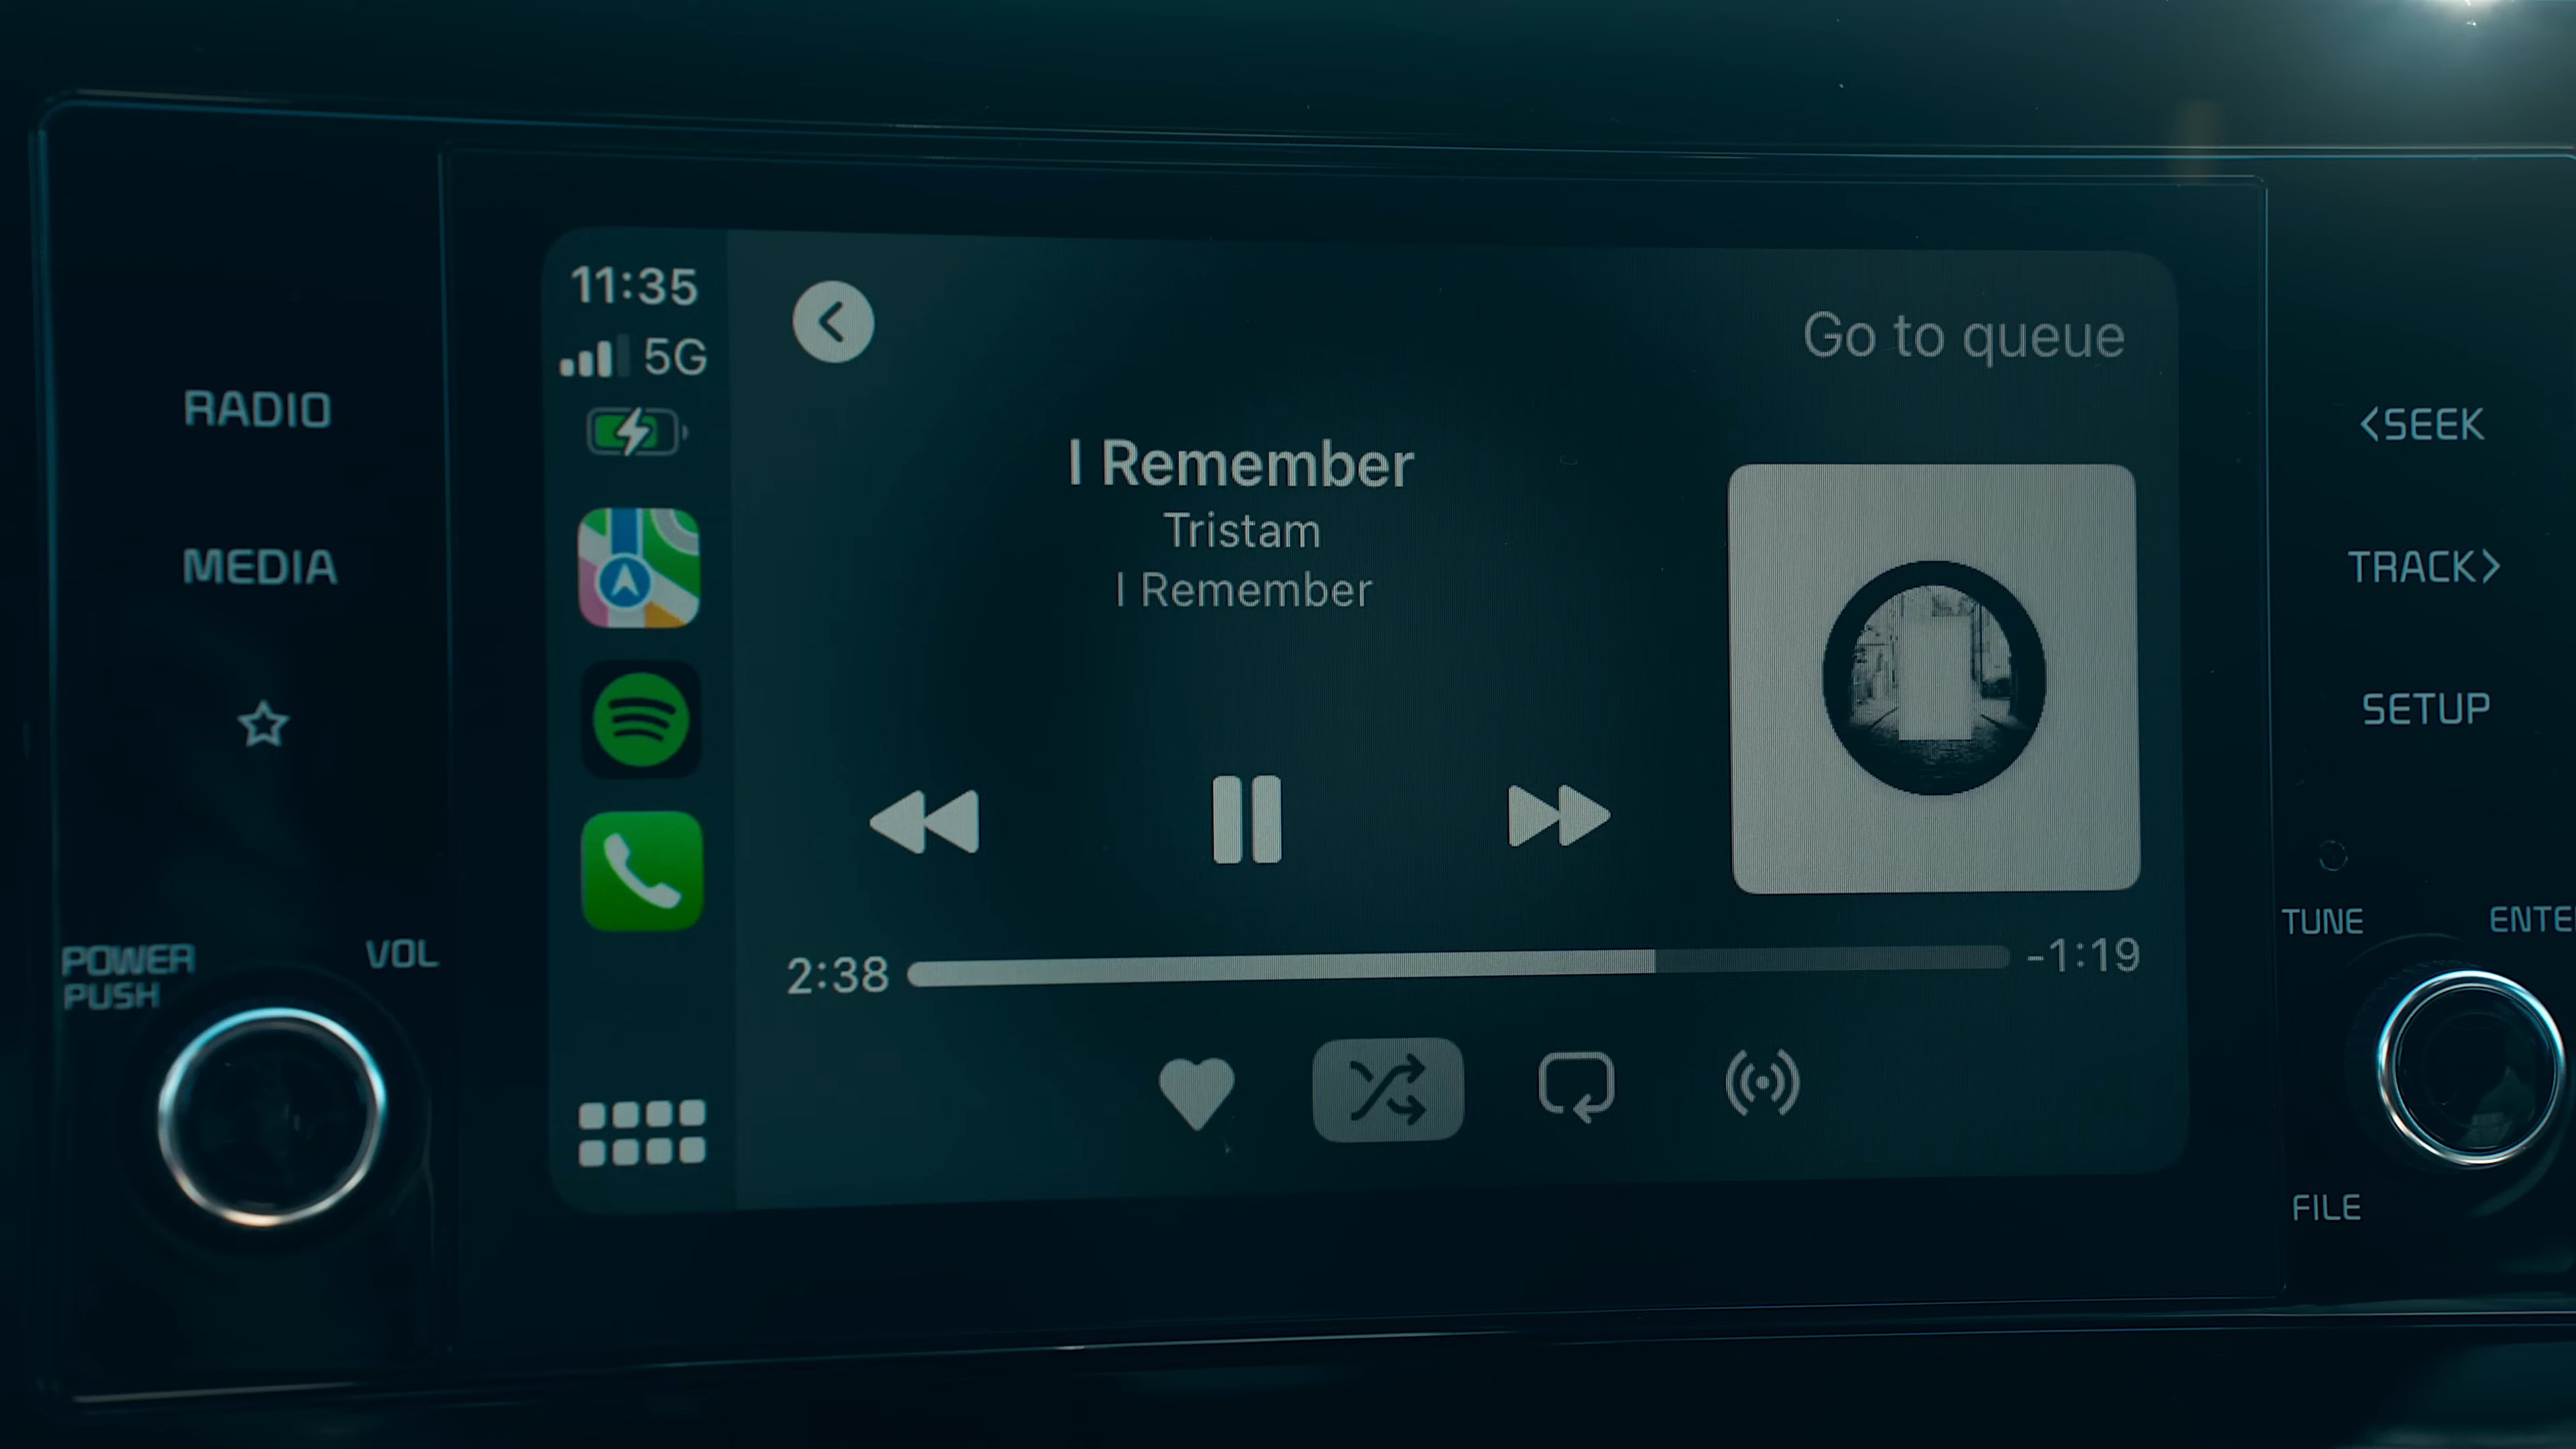 RADIO
MEDIA
POWER
PUSH
VOL
11:35
5G
Go to queue
I Remember
Tristam
I Remember
2:38
-1:19
<SEEK
TRACK>
SETUP
TUNE
ENTE
FILE